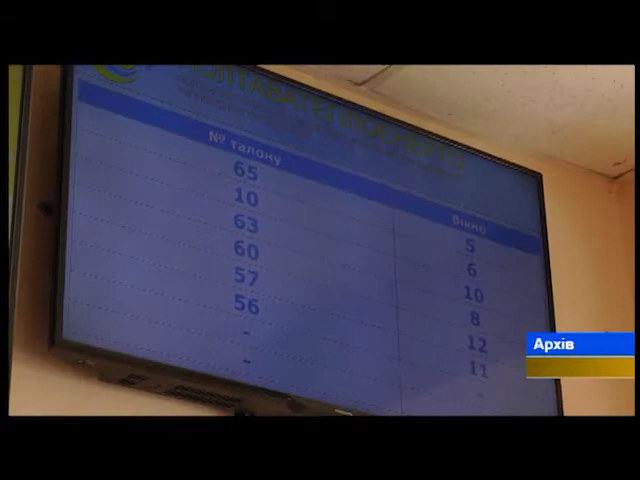 ПОЛТАВАТЕПЛОЕНЕРГО
№ талону Вікно
65 5
10 6
63 10
60 8
57 12
56 11
- -
-
Архів